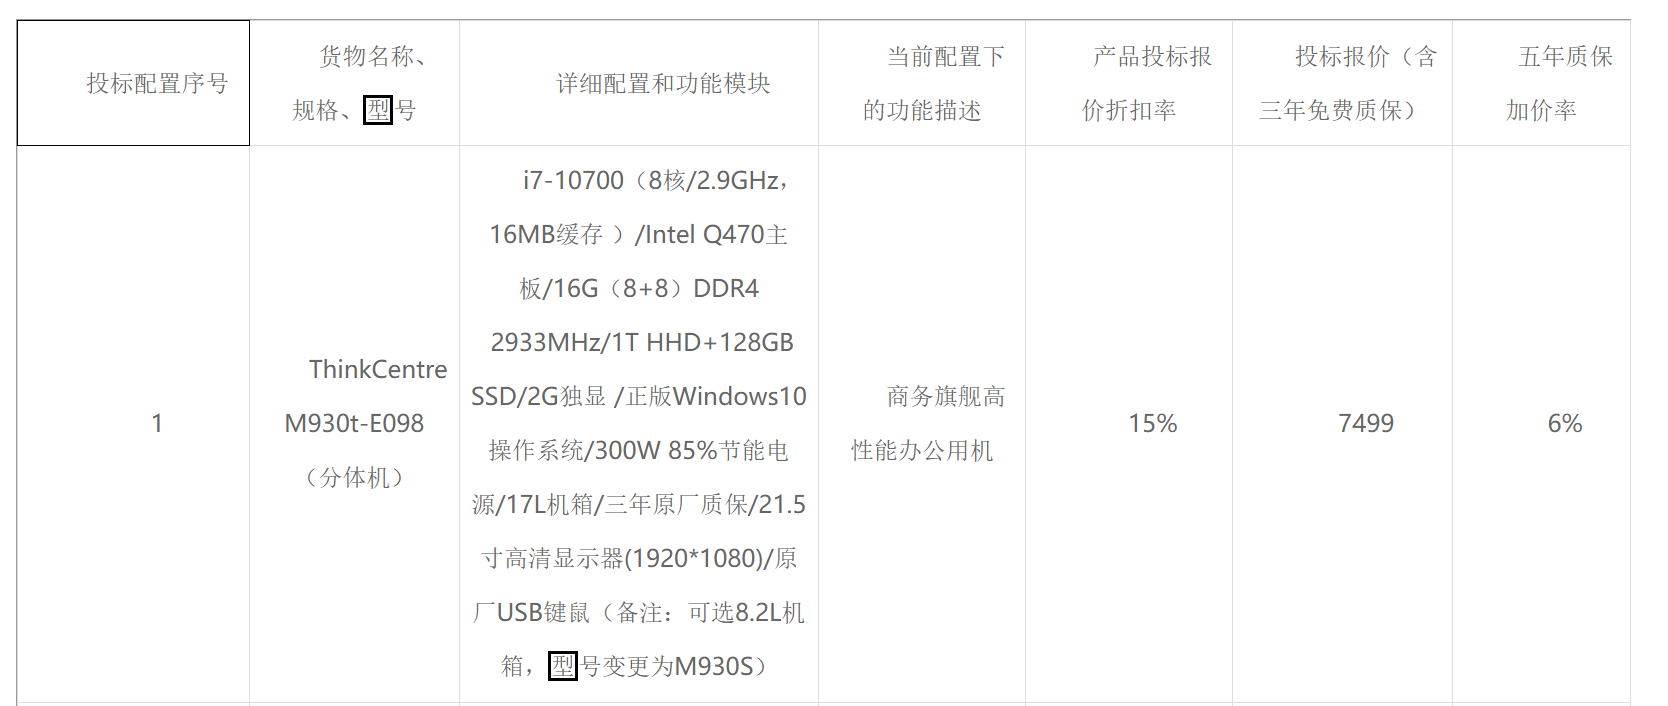 投标配置序号
货物名称、
规格、型号
详细配置和功能模块
当前配置下
的功能描述
产品投标报
价折扣率
投标报价（含
三年免费质保）
五年质保
加价率
1
ThinkCentre
M930t-E098
（分体机）
i7-10700（8核/2.9GHz，
16MB缓存 ）/Intel Q470主
板/16G（8+8）DDR4
2933MHz/1T HHD+128GB
SSD/2G独显 /正版Windows10
操作系统/300W 85%节能电
源/17L机箱/三年原厂质保/21.5
寸高清显示器(1920*1080)/原
厂USB键鼠（备注：可选8.2L机
箱，型号变更为M930S）
商务旗舰高
性能办公用机
15%
7499
6%